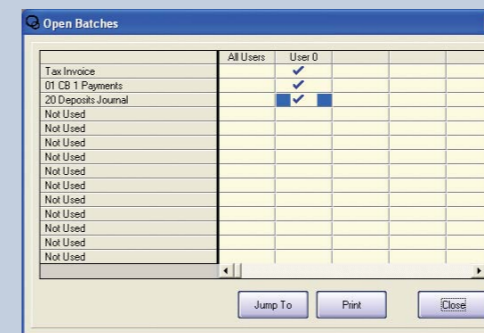 Open Batches
All Users User 0
Tax Invoice
01 CB 1 Payments
20 Deposits Journal
Not Used
Not Used
Not Used
Not Used
Not Used
Not Used
Not Used
Not Used
Not Used
Not Used
Not Used
Jump To Print Close